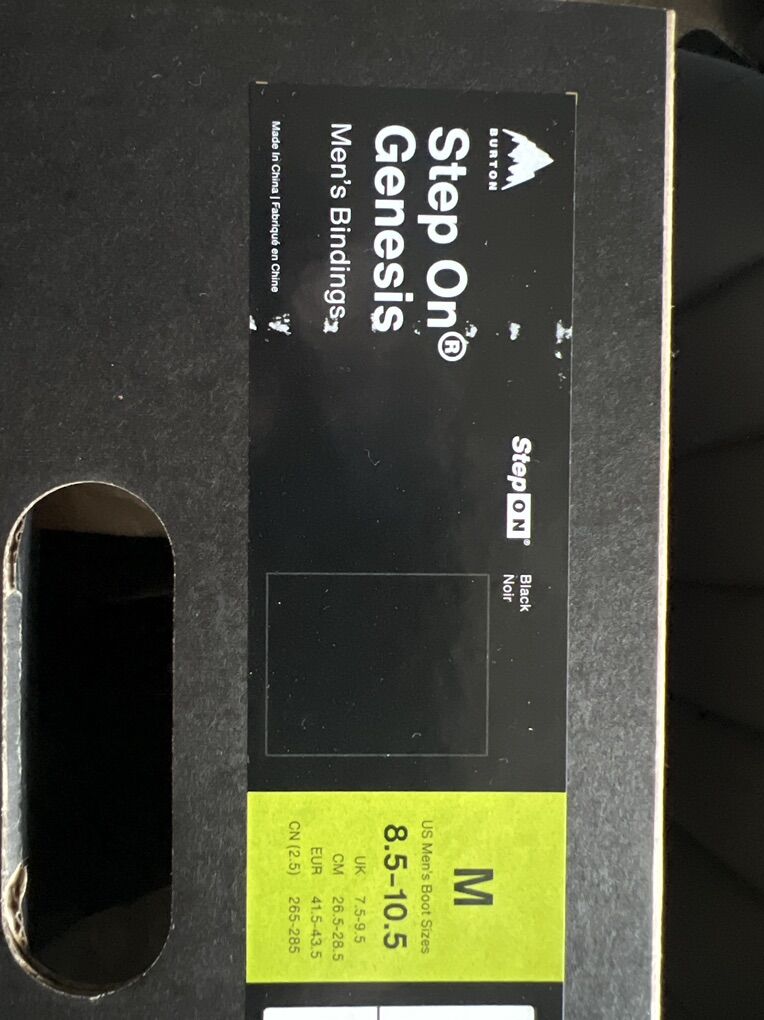 BURTON
Step On®
Genesis
Men's Bindings
Made In China | Fabriqué en Chine
StepON®
Black
Noir
M
US Men's Boot Sizes
8.5–10.5
UK 7.5-9.5
CM 26.5-28.5
EUR 41.5-43.5
CN (2.5) 265-285